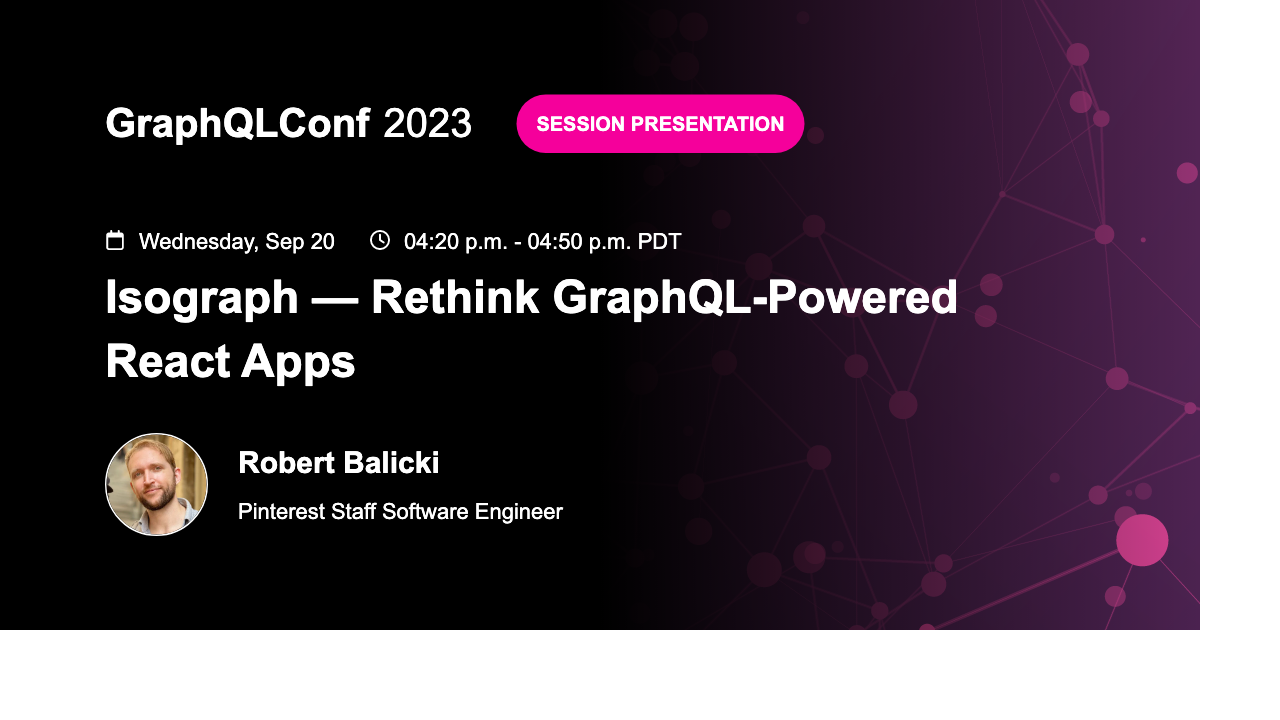 GraphQLConf 2023
SESSION PRESENTATION
Wednesday, Sep 20
04:20 p.m. - 04:50 p.m. PDT
Isograph — Rethink GraphQL-Powered
React Apps
Robert Balicki
Pinterest Staff Software Engineer